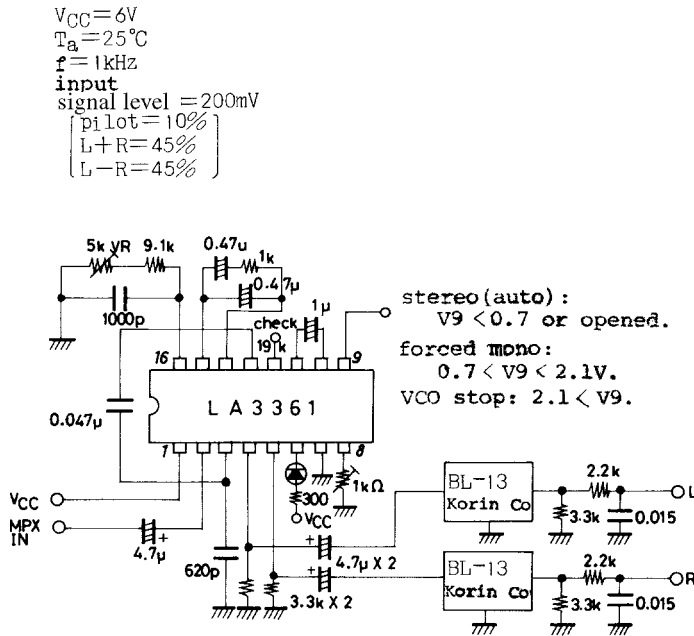 VCC=6V
Ta=25°C
f=1kHz
input
signal level =200mV
pilot=10%
L+R=45%
L-R=45%
5k VR 9.1k
0.47u
1k
0.47μ
1000p
1μ
check
19k
stereo(auto):
V9 <0.7 or opened.
forced mono:
0.7 < V9 < 2.1V.
VCO stop: 2.1 < V9.
16
9
LA3361
0.047μ
1
8
VCC
MPX
IN
4.7μ +
620p
300
VCC
1kΩ
+
4.7μ X 2
+
3.3k X 2
BL-13
Korin Co
2.2k
3.3k
0.015
L
BL-13
Korin Co
2.2k
3.3k
0.015
R